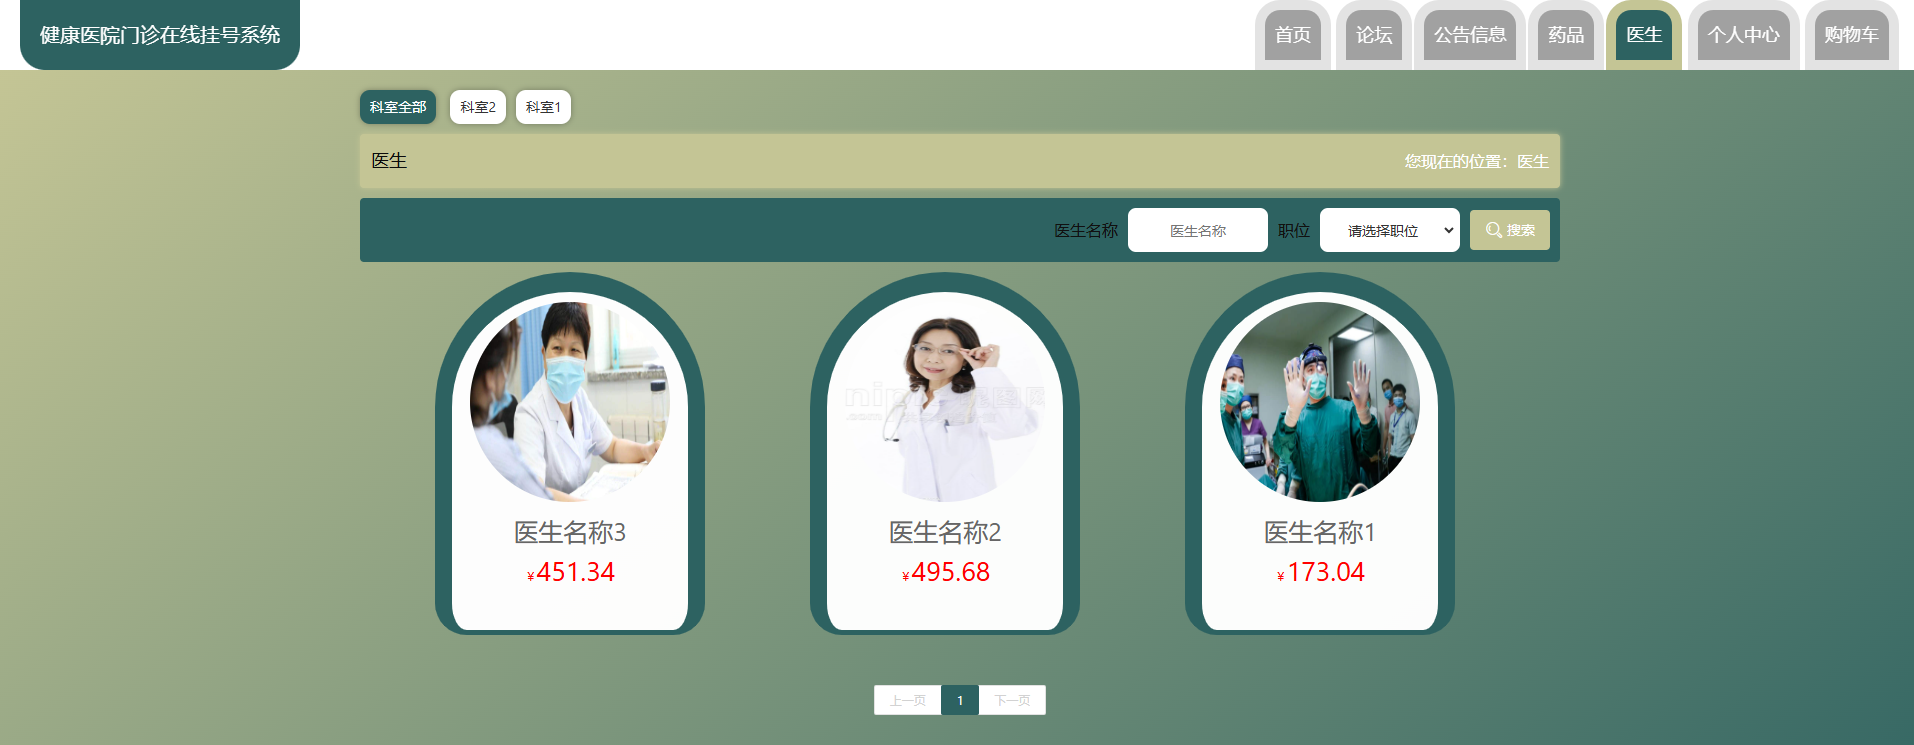 健康医院门诊在线挂号系统
首页 论坛 公告信息 药品 医生 个人中心 购物车
科室全部 科室2 科室1
医生 您现在的位置：医生
医生名称 医生名称 职位 请选择职位 搜索
医生名称3 医生名称2 医生名称1
¥451.34 ¥495.68 ¥173.04
上一页 1 下一页